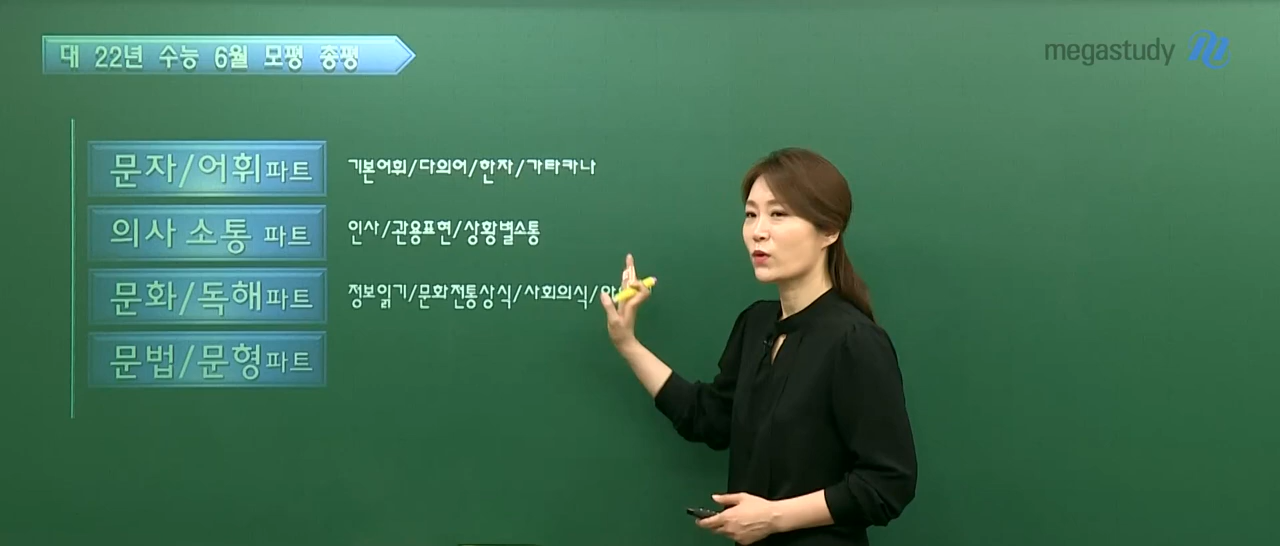 대 22년 수능 6월 모평 총평
megastudy
문자/어휘파트 기본어휘/다의어/한자/가타카나
의사 소통 파트 인사/관용표현/상황별소통
문화/독해파트 정보읽기/문화전통상식/사회의식/
문법/문형파트